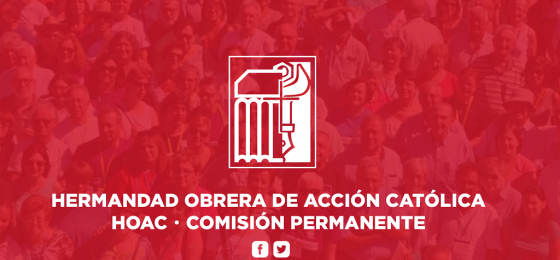 HERMANDAD OBRERA DE ACCIÓN CATÓLICA
HOAC · COMISIÓN PERMANENTE